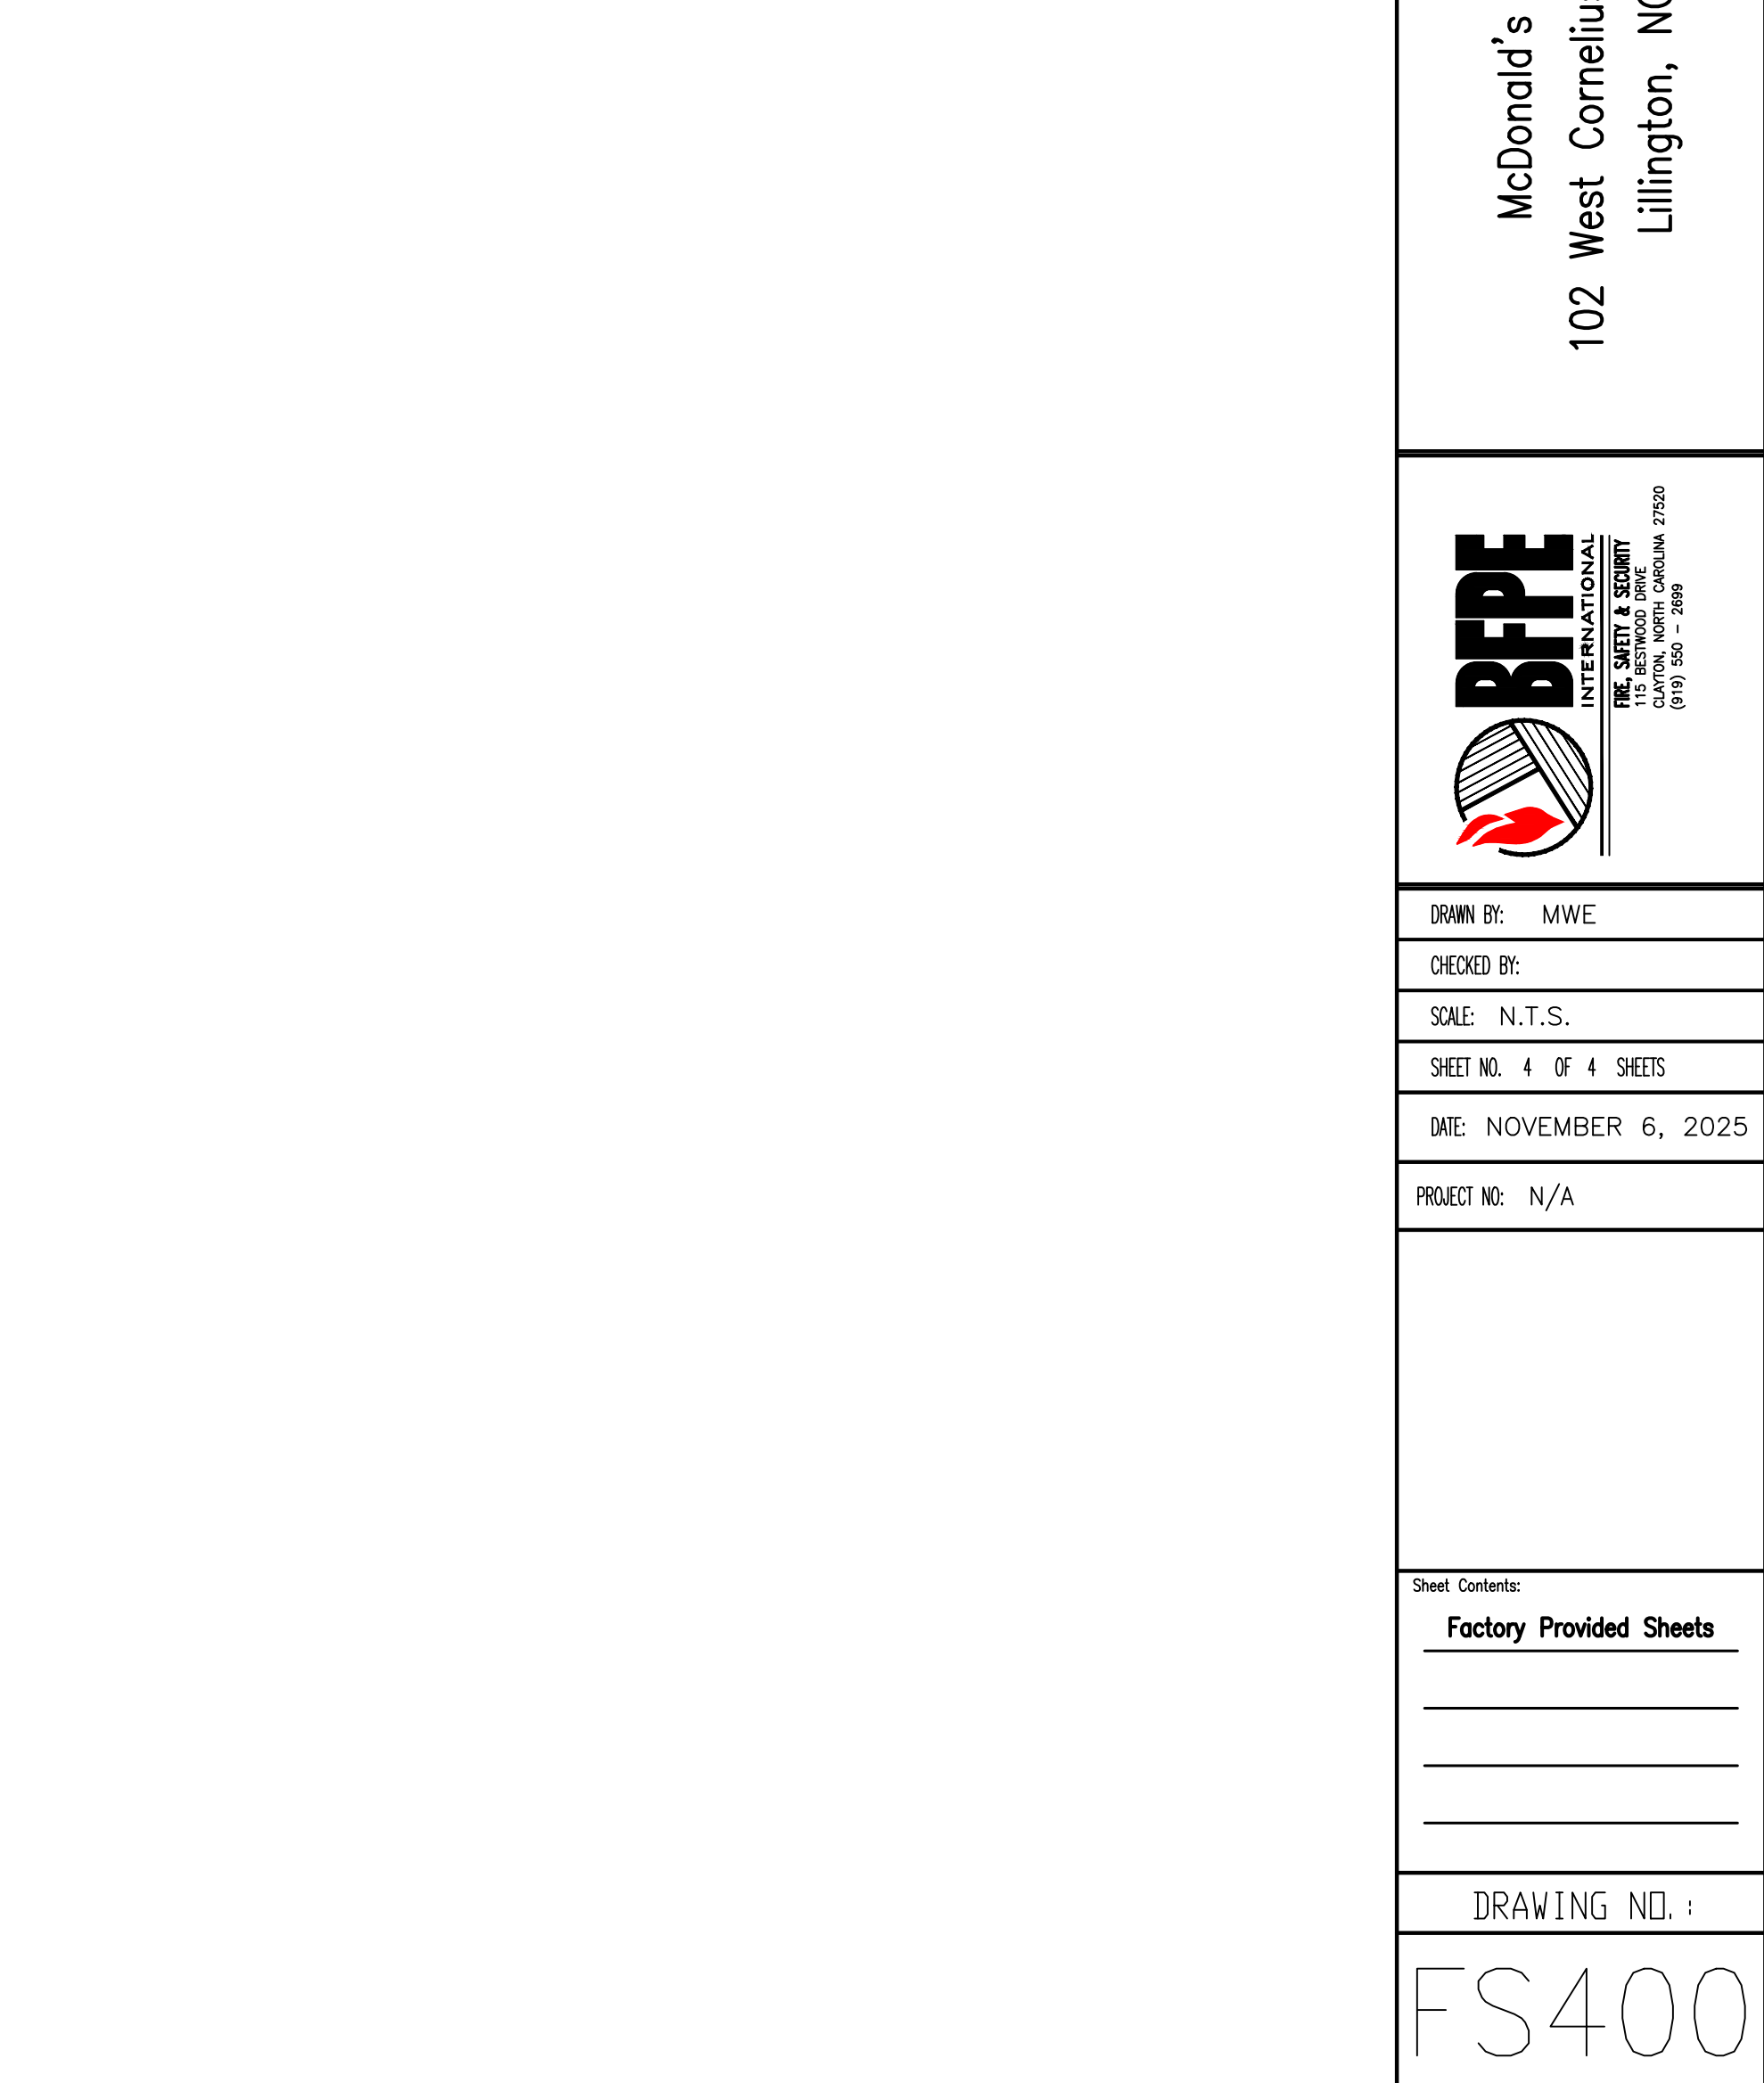 McDonald's
102 West
Lillington,
BFPE
INTERNATIONAL
FIRE, SAFETY & SECURITY
115 BESTWOOD DRIVE
CLAYTON, NORTH CAROLINA 27520
(919) 550 - 2699
DRAWN BY: MWE
CHECKED BY:
SCALE: N.T.S.
SHEET NO. 4 OF 4 SHEETS
DATE: NOVEMBER 6, 2025
PROJECT NO: N/A
Sheet Contents:
Factory Provided Sheets
DRAWING NO.:
FS400